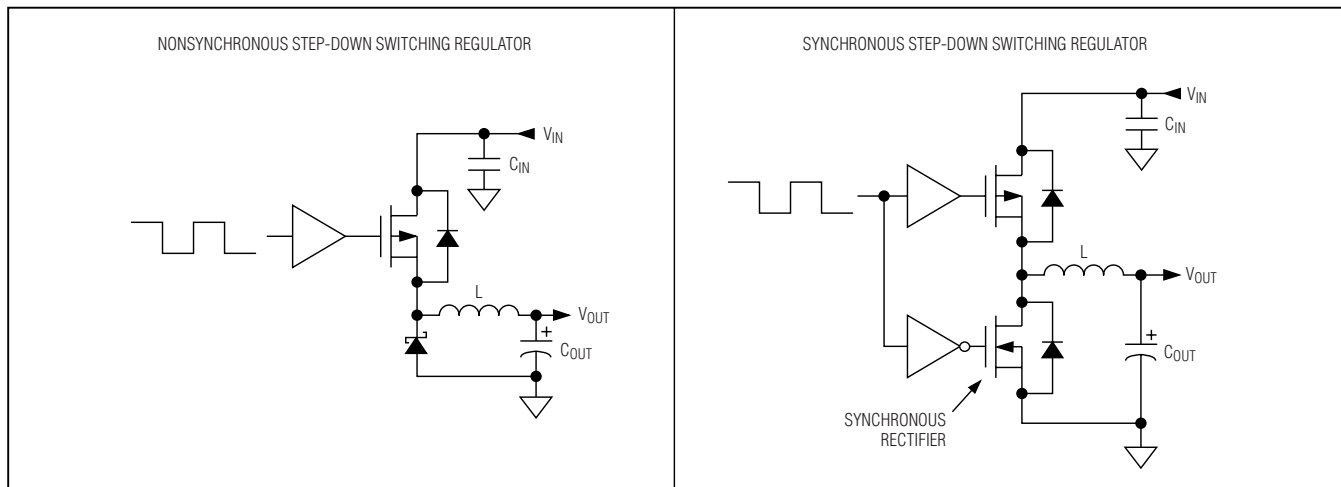 NONSYNCHRONOUS STEP-DOWN SWITCHING REGULATOR
VIN
CIN
L
VOUT
+
COUT
SYNCHRONOUS STEP-DOWN SWITCHING REGULATOR
VIN
CIN
L
VOUT
+
COUT
SYNCHRONOUS
RECTIFIER